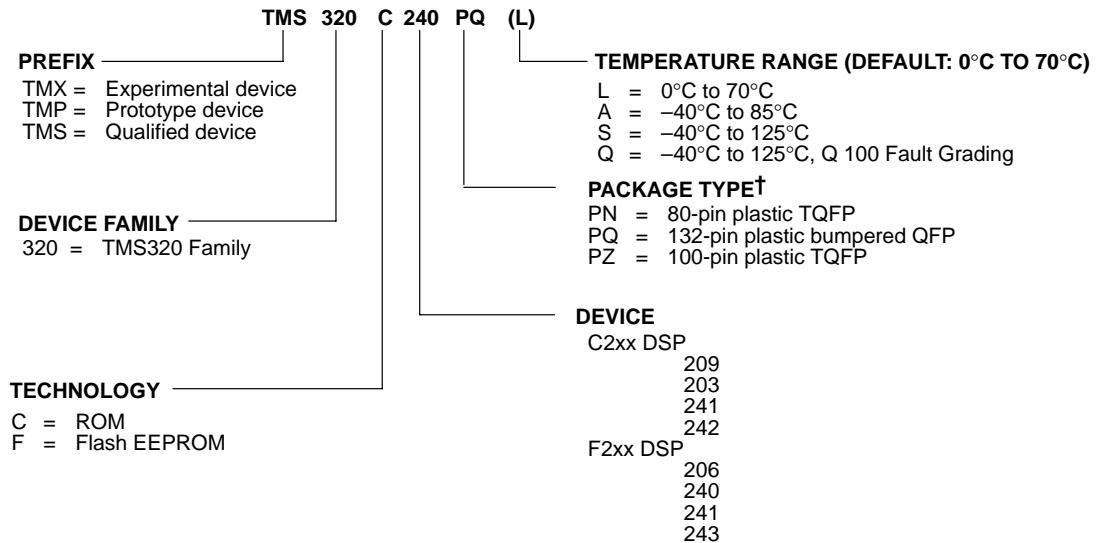 TMS 320 C 240 PQ (L)
PREFIX
TMX = Experimental device
TMP = Prototype device
TMS = Qualified device
TEMPERATURE RANGE (DEFAULT: 0°C TO 70°C)
L = 0°C to 70°C
A = –40°C to 85°C
S = –40°C to 125°C
Q = –40°C to 125°C, Q 100 Fault Grading
PACKAGE TYPE†
PN = 80-pin plastic TQFP
PQ = 132-pin plastic bumpered QFP
PZ = 100-pin plastic TQFP
DEVICE FAMILY
320 = TMS320 Family
DEVICE
C2xx DSP
209
203
241
242
F2xx DSP
206
240
241
243
TECHNOLOGY
C = ROM
F = Flash EEPROM